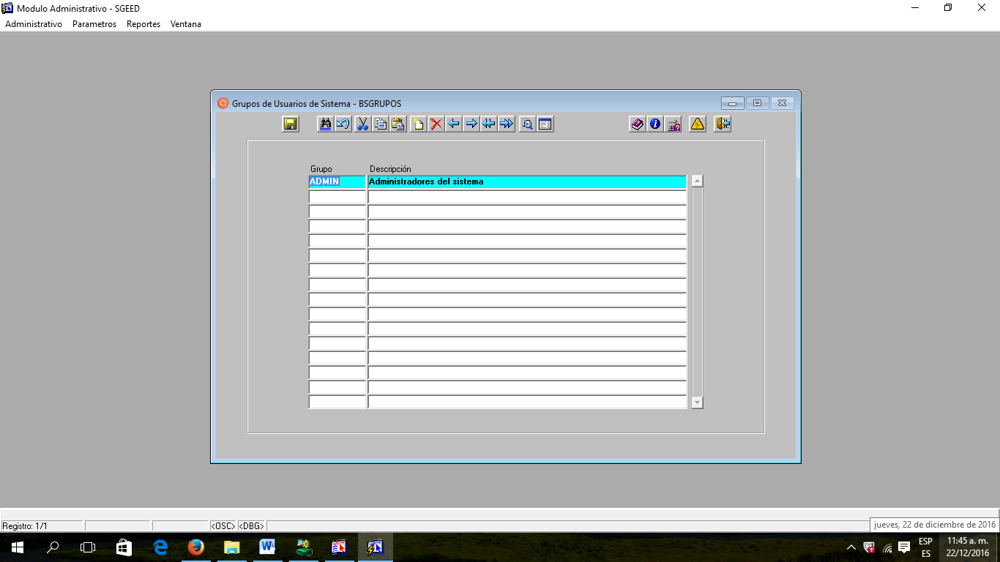 Modulo Administrativo - SGEED
Administrativo Parametros Reportes Ventana
Grupos de Usuarios de Sistema - BSGRUPOS
Grupo Descripción
ADMIN Administradores del sistema
Registro: 1/1 <OSC> <DBG>
jueves, 22 de diciembre de 2016
ESP 11:45 a. m.
ES 22/12/2016